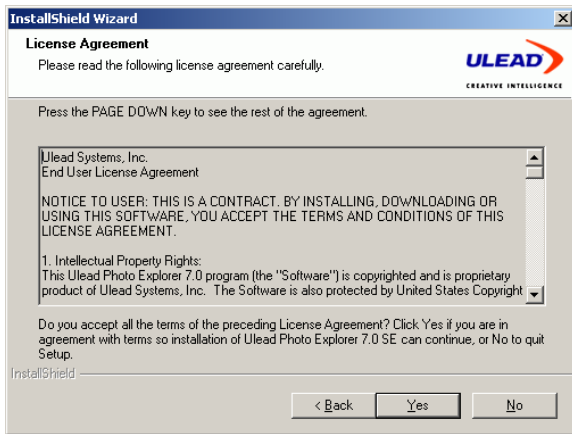 InstallShield Wizard
License Agreement
Please read the following license agreement carefully.
ULEAD
CREATIVE INTELLIGENCE
Press the PAGE DOWN key to see the rest of the agreement.
Ulead Systems, Inc.
End User License Agreement
NOTICE TO USER: THIS IS A CONTRACT. BY INSTALLING, DOWNLOADING OR
USING THIS SOFTWARE, YOU ACCEPT THE TERMS AND CONDITIONS OF THIS
LICENSE AGREEMENT.
1. Intellectual Property Rights:
This Ulead Photo Explorer 7.0 program (the "Software") is copyrighted and is proprietary
product of Ulead Systems, Inc.  The Software is also protected by United States Copyright
Do you accept all the terms of the preceding License Agreement? Click Yes if you are in
agreement with terms so installation of Ulead Photo Explorer 7.0 SE can continue, or No to quit
Setup.
InstallShield
< Back
Yes
No